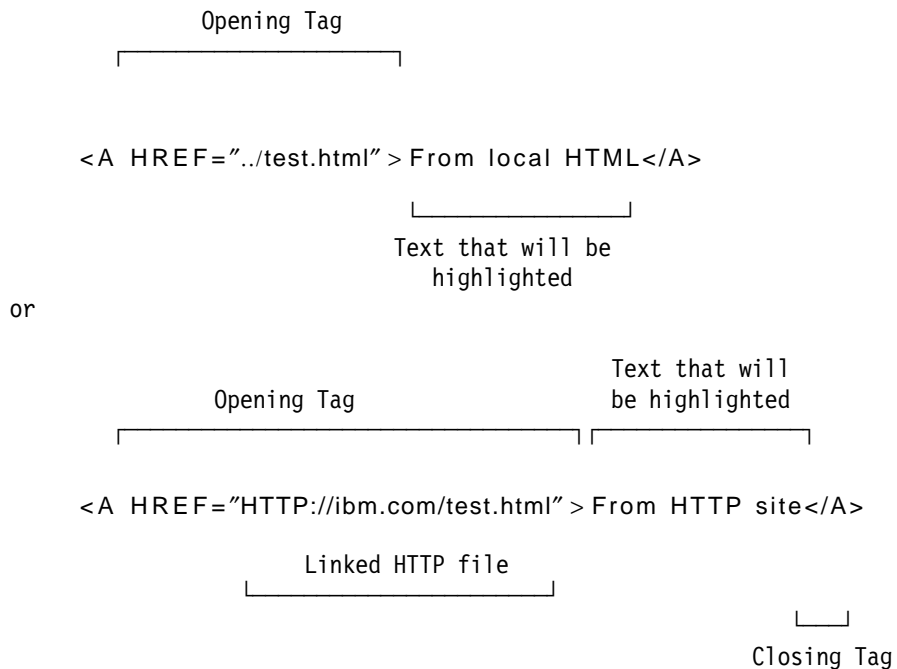 Opening Tag
<A HREF="../test.html">From local HTML</A>
Text that will be
highlighted
or
Text that will
Opening Tag be highlighted
<A HREF="HTTP://ibm.com/test.html">From HTTP site</A>
Linked HTTP file
Closing Tag